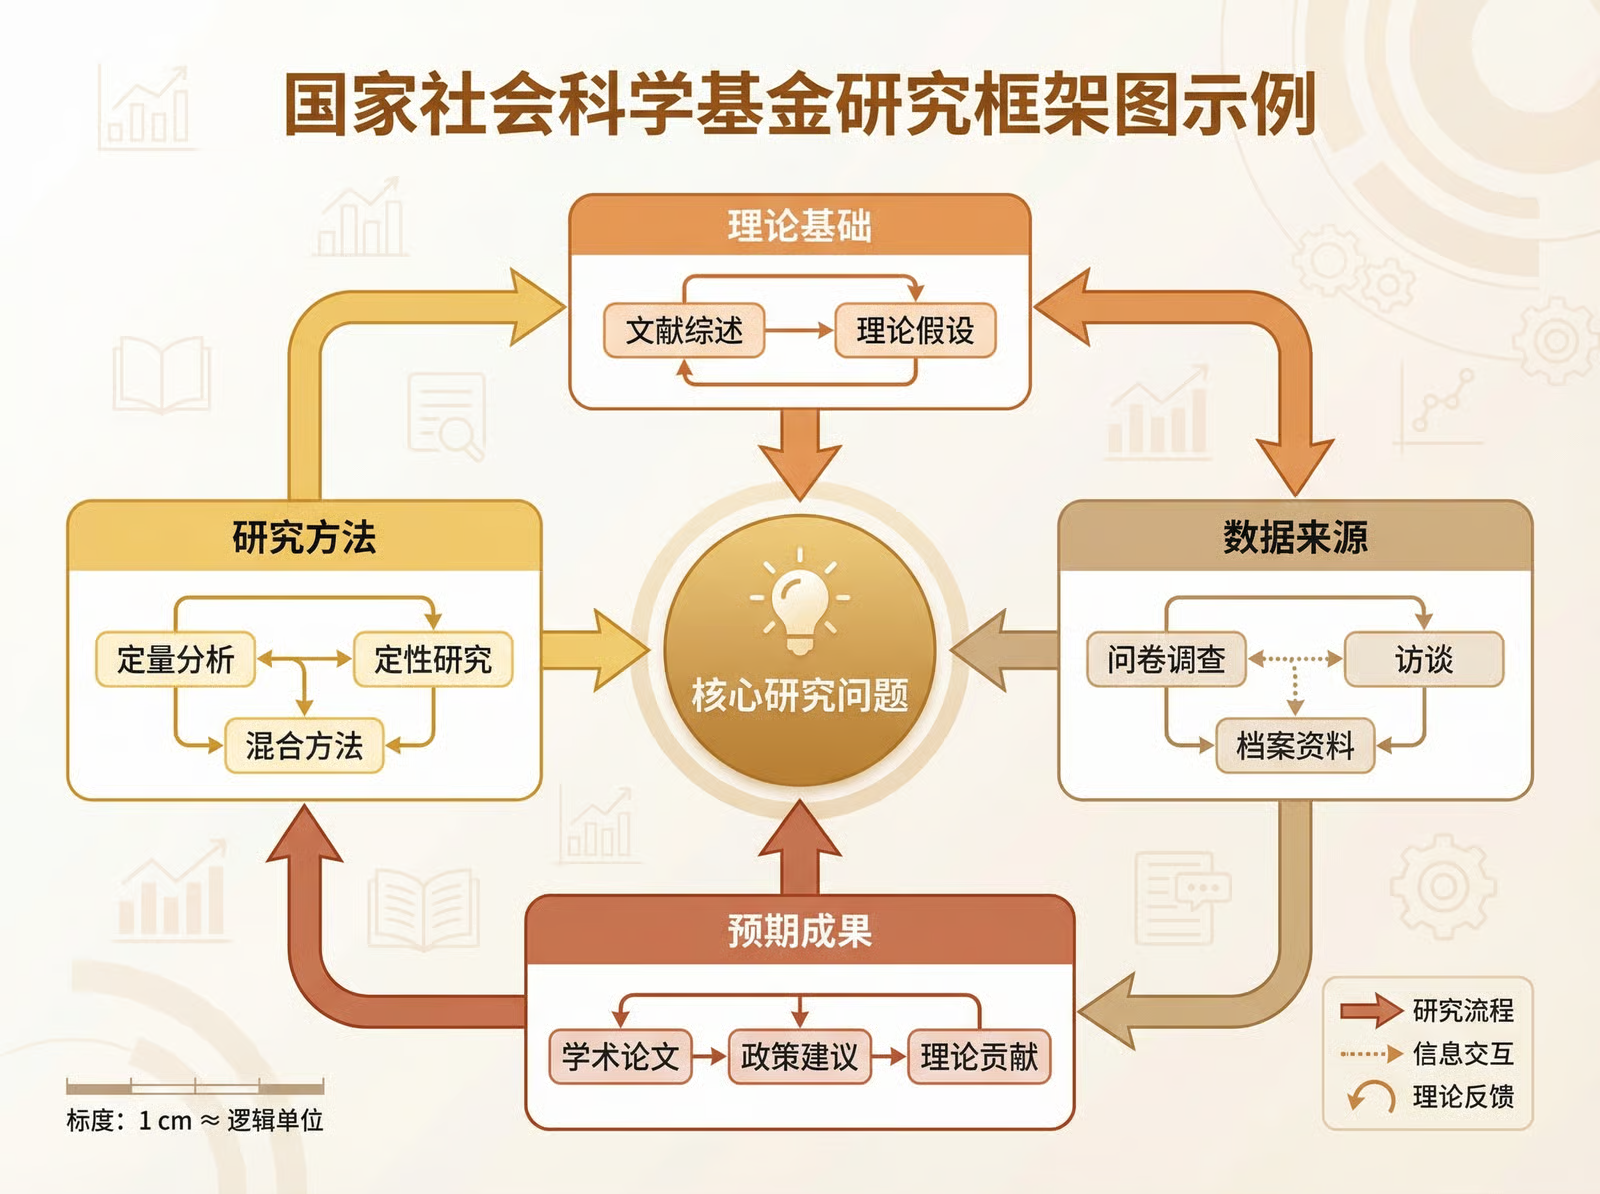 国家社会科学基金研究框架图示例
理论基础
文献综述
理论假设
研究方法
定量分析
定性研究
混合方法
核心研究问题
数据来源
问卷调查
访谈
档案资料
预期成果
学术论文
政策建议
理论贡献
研究流程
信息交互
理论反馈
标度：1 cm ≈ 逻辑单位